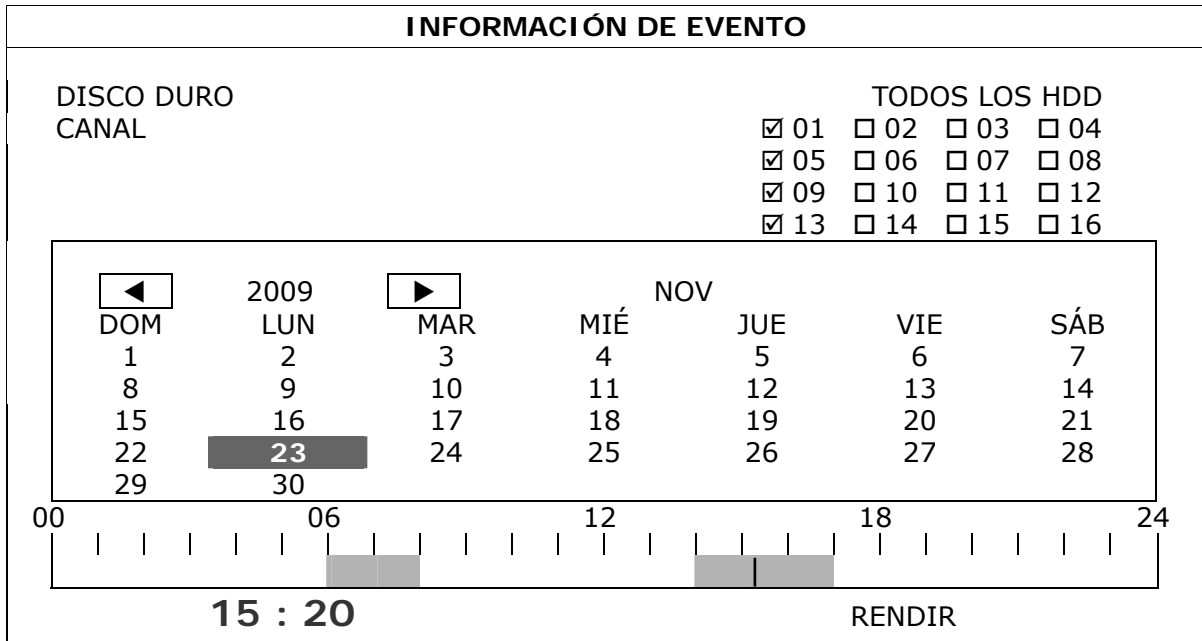 INFORMACIÓN DE EVENTO
DISCO DURO TODOS LOS HDD
CANAL ☑ 01 ☐ 02 ☐ 03 ☐ 04
☑ 05 ☐ 06 ☐ 07 ☐ 08
☑ 09 ☐ 10 ☐ 11 ☐ 12
☑ 13 ☐ 14 ☐ 15 ☐ 16
◀ 2009 ▶ NOV
DOM LUN MAR MIÉ JUE VIE SÁB
1 2 3 4 5 6 7
8 9 10 11 12 13 14
15 16 17 18 19 20 21
22 23 24 25 26 27 28
29 30
00 06 12 18 24
15 : 20 RENDIR